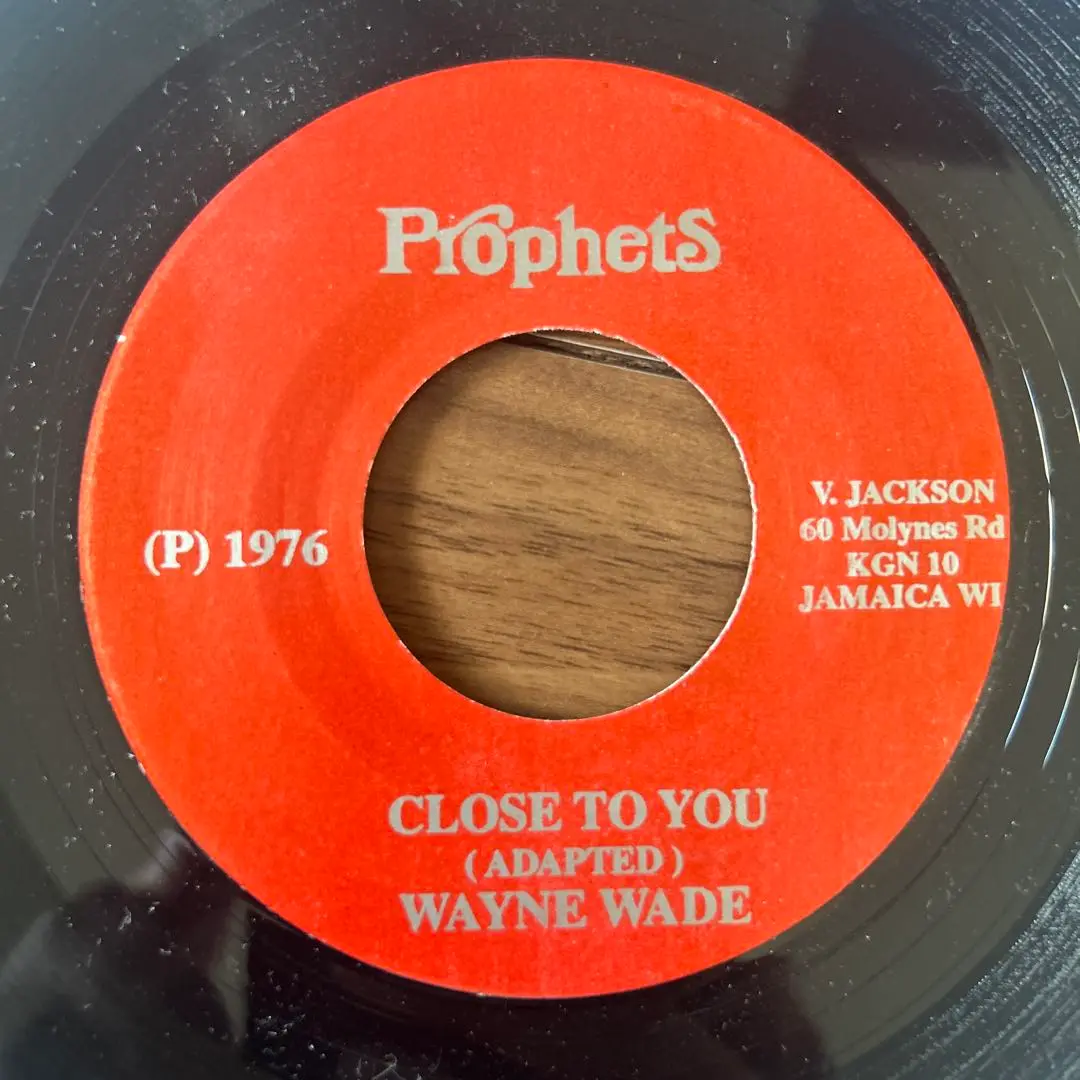 Prophets
(P) 1976
V. JACKSON
60 Molynes Rd
KGN 10
JAMAICA WI
CLOSE TO YOU
(ADAPTED)
WAYNE WADE